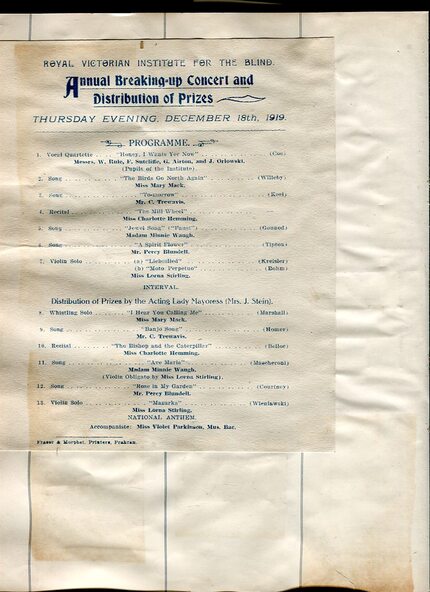 ROYAL VICTORIAN INSTITUTE FOR THE BLIND.
Annual Breaking-up Concert and
Distribution of Prizes
THURSDAY EVENING, DECEMBER 18th, 1919.
PROGRAMME.
1. Vocal Quartette .... "Honey, I Wants Yer Now" ........ (Coe)
Messrs. W. Rule, F. Sutcliffe, G. Airton, and J. Orlowski.
(Pupils of the Institute).
2. Song ........ "The Birds Go North Again" ........ (Willeby)
Miss Mary Mack.
3. Song ........ "To-morrow" ........ (Keel)
Mr. C. Trewavis.
4. Recital ........ "The Mill Wheel" ........ —
Miss Charlotte Hemming.
5. Song ........ "Jewel Song" ("Faust") ........ (Gounod)
Madam Minnie Waugh.
6. Song ........ "A Spirit Flower" ........ (Tipton)
Mr. Percy Blundell.
7. Violin Solo ........ (a) "Liebesleid" ........ (Kreisler)
(b) "Moto Perpetuo" ........ (Bohm)
Miss Lorna Stirling.
INTERVAL.
Distribution of Prizes by the Acting Lady Mayoress (Mrs. J. Stein).
8. Whistling Solo ........ "I Hear You Calling Me" ........ (Marshall)
Miss Mary Mack.
9. Song ........ "Banjo Song" ........ (Homer)
Mr. C. Trewavis.
10. Recital ........ "The Bishop and the Caterpillar" ........
Miss Charlotte Hemming.
11. Song ........ "Ave Maria" ........ (Mascheroni)
Madam Minnie Waugh.
(Violin Obligato by Miss Lorna Stirling).
12. Song ........ "Rose in My Garden" ........ (Courtney)
Mr. Percy Blundell.
13. Violin Solo ........ "Mazurka" ........ (Wieniawski)
Miss Lorna Stirling.
NATIONAL ANTHEM.
Accompaniste: Miss Violet Parkinson, Mus. Bac.
Fraser & Morphet, Printers, Prahran.